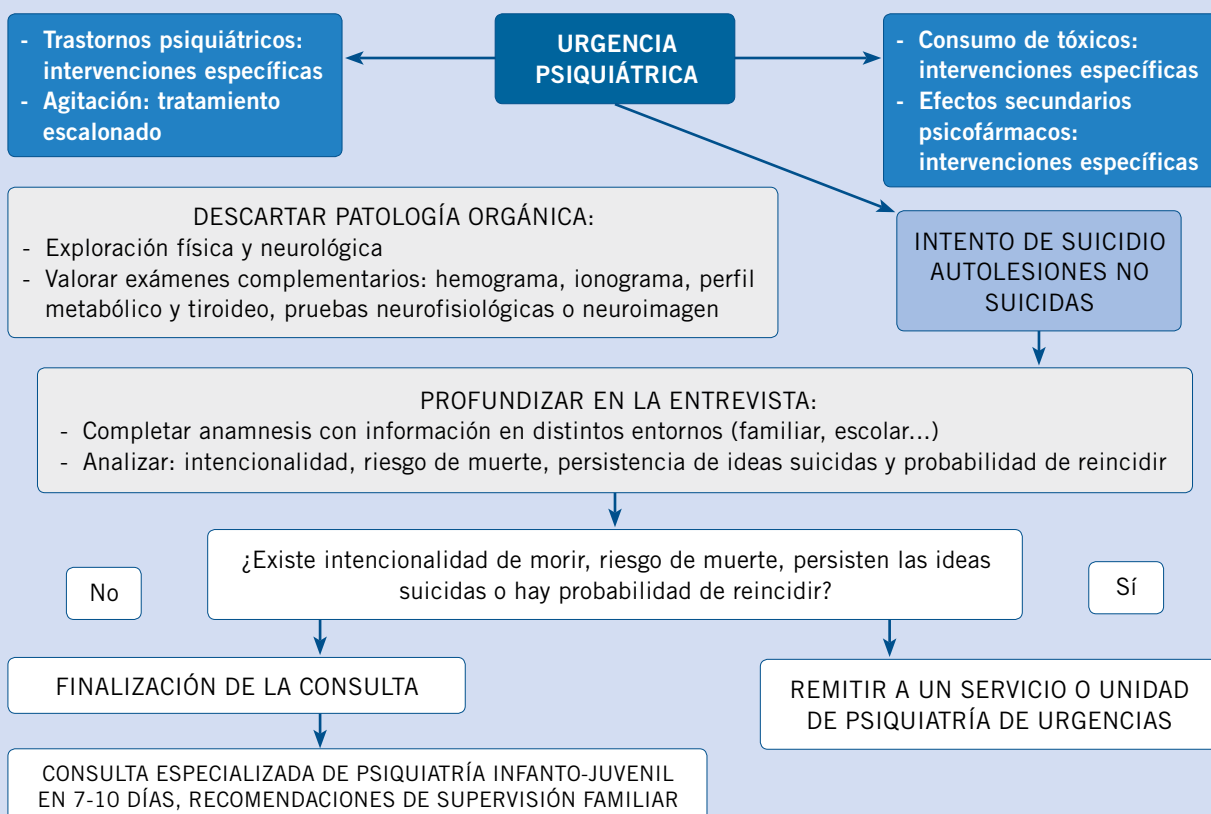 - Trastornos psiquiátricos:
intervenciones específicas
- Agitación: tratamiento
escalonado
URGENCIA
PSIQUIÁTRICA
- Consumo de tóxicos:
intervenciones específicas
- Efectos secundarios
psicofármacos:
intervenciones específicas
DESCARTAR PATOLOGÍA ORGÁNICA:
- Exploración física y neurológica
- Valorar exámenes complementarios: hemograma, ionograma, perfil
metabólico y tiroideo, pruebas neurofisiológicas o neuroimagen
INTENTO DE SUICIDIO
AUTOLESIONES NO
SUICIDAS
PROFUNDIZAR EN LA ENTREVISTA:
- Completar anamnesis con información en distintos entornos (familiar, escolar...)
- Analizar: intencionalidad, riesgo de muerte, persistencia de ideas suicidas y probabilidad de reincidir
¿Existe intencionalidad de morir, riesgo de muerte, persisten las ideas
suicidas o hay probabilidad de reincidir?
No
Sí
FINALIZACIÓN DE LA CONSULTA
REMITIR A UN SERVICIO O UNIDAD
DE PSIQUIATRÍA DE URGENCIAS
CONSULTA ESPECIALIZADA DE PSIQUIATRÍA INFANTO-JUVENIL
EN 7-10 DÍAS, RECOMENDACIONES DE SUPERVISIÓN FAMILIAR